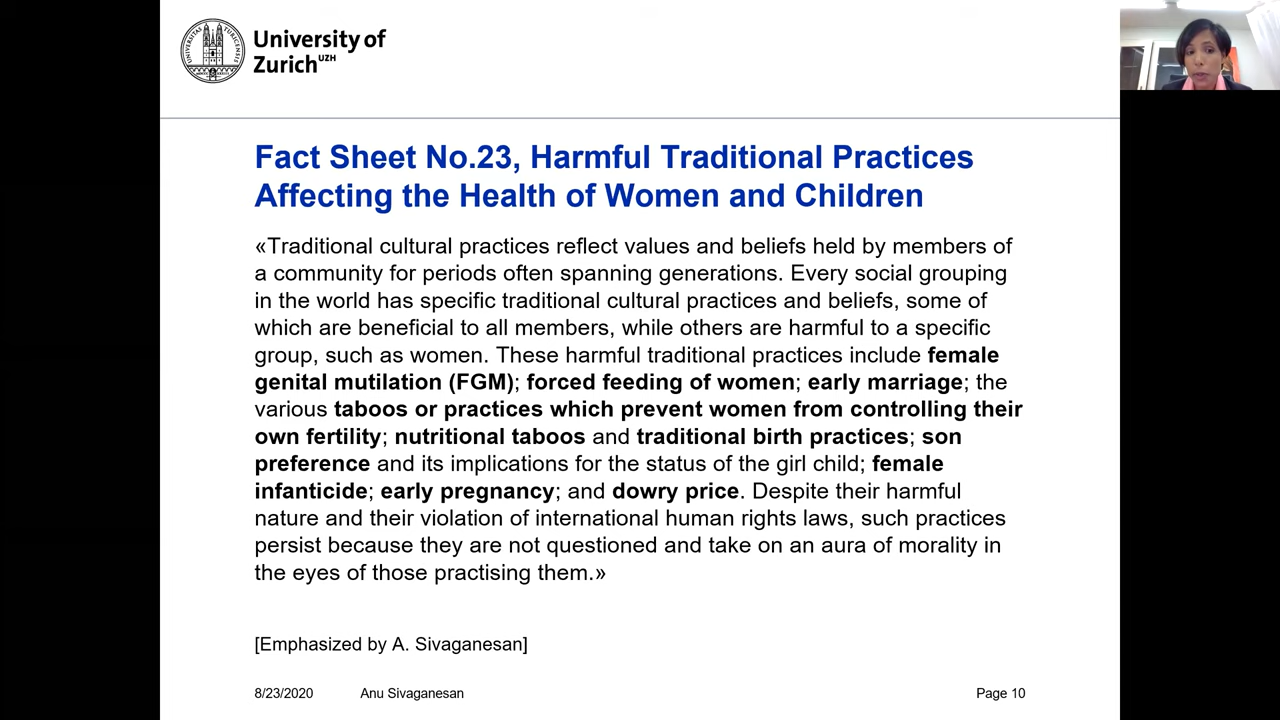 University of
Zurich UZH
Fact Sheet No.23, Harmful Traditional Practices
Affecting the Health of Women and Children
«Traditional cultural practices reflect values and beliefs held by members of
a community for periods often spanning generations. Every social grouping
in the world has specific traditional cultural practices and beliefs, some of
which are beneficial to all members, while others are harmful to a specific
group, such as women. These harmful traditional practices include female
genital mutilation (FGM); forced feeding of women; early marriage; the
various taboos or practices which prevent women from controlling their
own fertility; nutritional taboos and traditional birth practices; son
preference and its implications for the status of the girl child; female
infanticide; early pregnancy; and dowry price. Despite their harmful
nature and their violation of international human rights laws, such practices
persist because they are not questioned and take on an aura of morality in
the eyes of those practising them.»
[Emphasized by A. Sivaganesan]
8/23/2020 Anu Sivaganesan Page 10